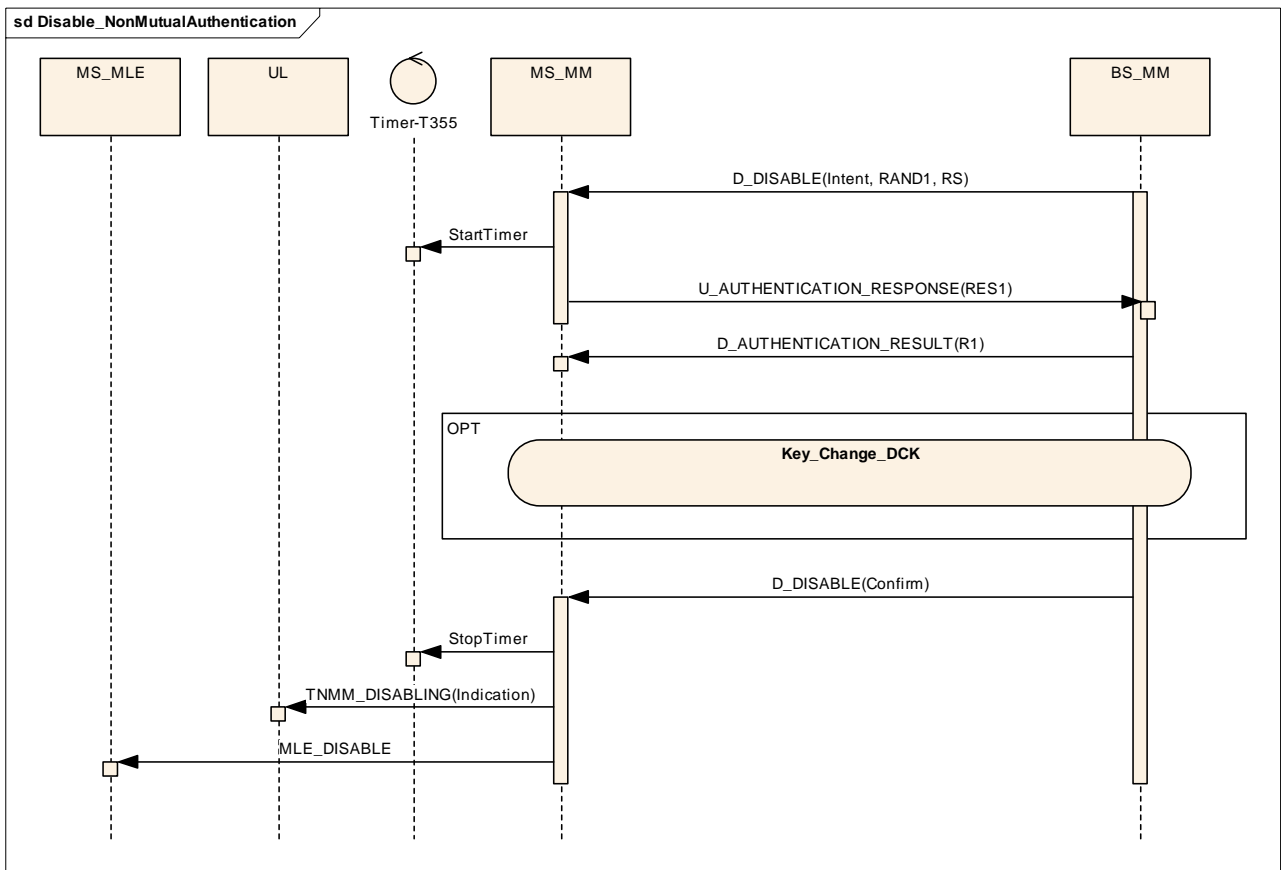 sd Disable_NonMutualAuthentication
MS_MLE
UL
Timer-T355
MS_MM
BS_MM
D_DISABLE(Intent, RAND1, RS)
StartTimer
U_AUTHENTICATION_RESPONSE(RES1)
D_AUTHENTICATION_RESULT(R1)
OPT
Key_Change_DCK
D_DISABLE(Confirm)
StopTimer
TNMM_DISABLING(Indication)
MLE_DISABLE